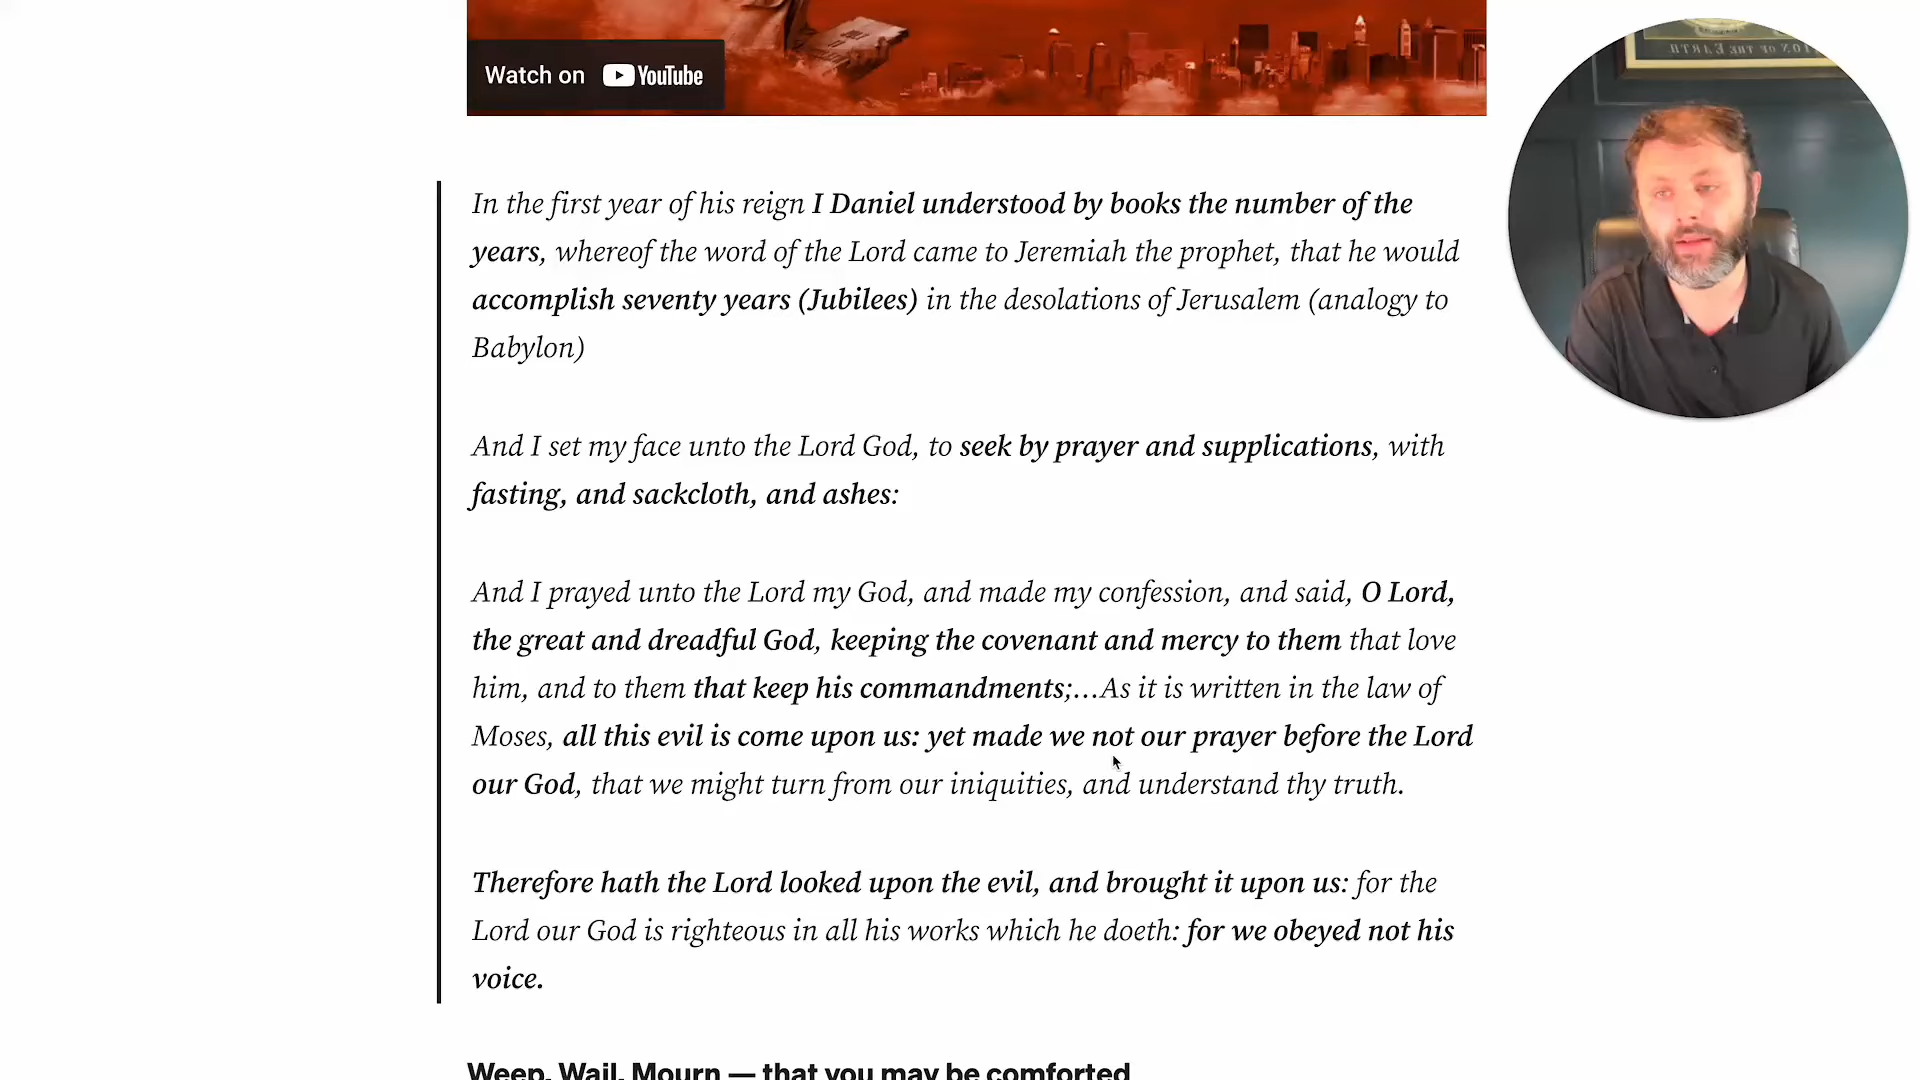 Watch on YouTube
ION OF THE EARTH
In the first year of his reign I Daniel understood by books the number of the
years, whereof the word of the Lord came to Jeremiah the prophet, that he would
accomplish seventy years (Jubilees) in the desolations of Jerusalem (analogy to
Babylon)
And I set my face unto the Lord God, to seek by prayer and supplications, with
fasting, and sackcloth, and ashes:
And I prayed unto the Lord my God, and made my confession, and said, O Lord,
the great and dreadful God, keeping the covenant and mercy to them that love
him, and to them that keep his commandments;...As it is written in the law of
Moses, all this evil is come upon us: yet made we not our prayer before the Lord
our God, that we might turn from our iniquities, and understand thy truth.
Therefore hath the Lord looked upon the evil, and brought it upon us: for the
Lord our God is righteous in all his works which he doeth: for we obeyed not his
voice.
Weep, Wail, Mourn — that you may be comforted